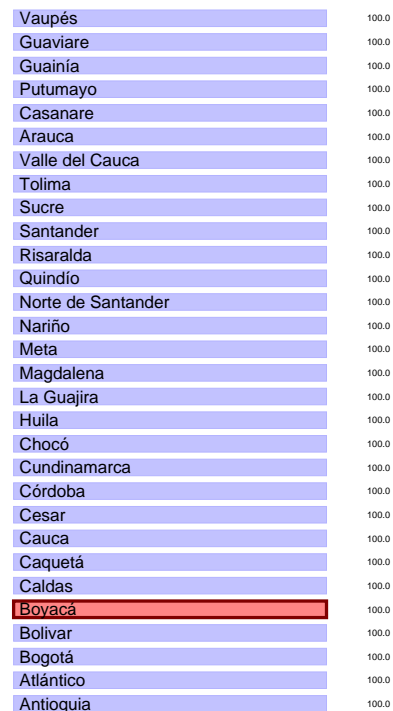 Vaupés 100.0
Guaviare 100.0
Guainía 100.0
Putumayo 100.0
Casanare 100.0
Arauca 100.0
Valle del Cauca 100.0
Tolima 100.0
Sucre 100.0
Santander 100.0
Risaralda 100.0
Quindío 100.0
Norte de Santander 100.0
Nariño 100.0
Meta 100.0
Magdalena 100.0
La Guajira 100.0
Huila 100.0
Chocó 100.0
Cundinamarca 100.0
Córdoba 100.0
Cesar 100.0
Cauca 100.0
Caquetá 100.0
Caldas 100.0
Boyacá 100.0
Bolivar 100.0
Bogotá 100.0
Atlántico 100.0
Antioquia 100.0